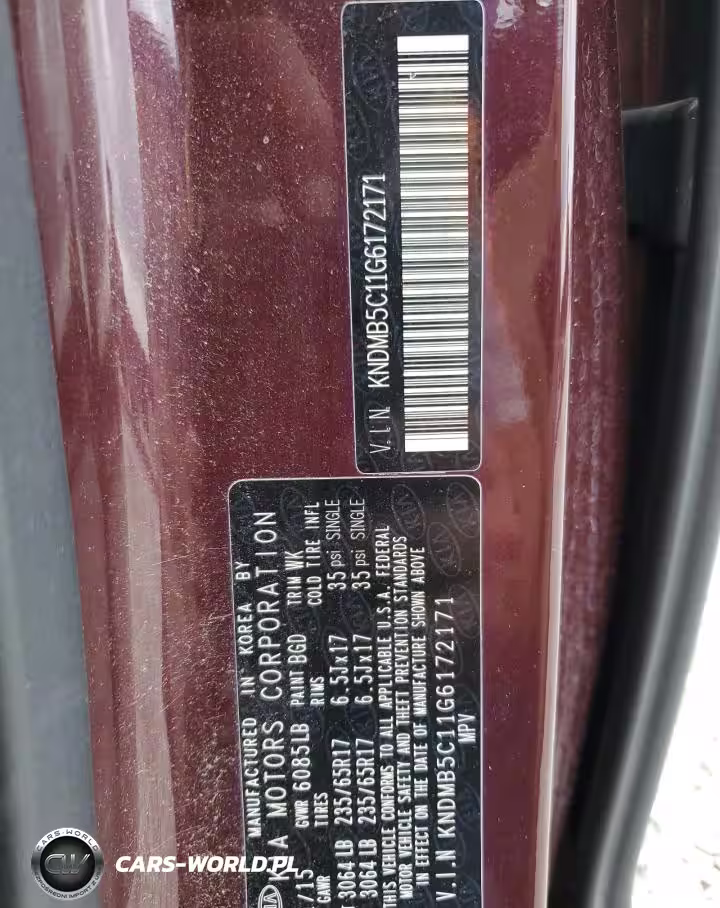 V.I.N. KNDMB5C11G6172171
MANUFACTURED IN KOREA BY
KIA MOTORS CORPORATION
/15 GVWR 6085LB PAINT BGD TRIM WK
GAWR TIRES RIMS COLD TIRE INFL
T 3064 LB 235/65R17 6.5Jx17 35 psi SINGLE
3064 LB 235/65R17 6.5Jx17 35 psi SINGLE
THIS VEHICLE CONFORMS TO ALL APPLICABLE U.S.A. FEDERAL
MOTOR VEHICLE SAFETY AND THEFT PREVENTION STANDARDS
IN EFFECT ON THE DATE OF MANUFACTURE SHOWN ABOVE
V.I.N KNDMB5C11G6172171
MPV
CARS-WORLD
CW
CARS-WORLD.PL